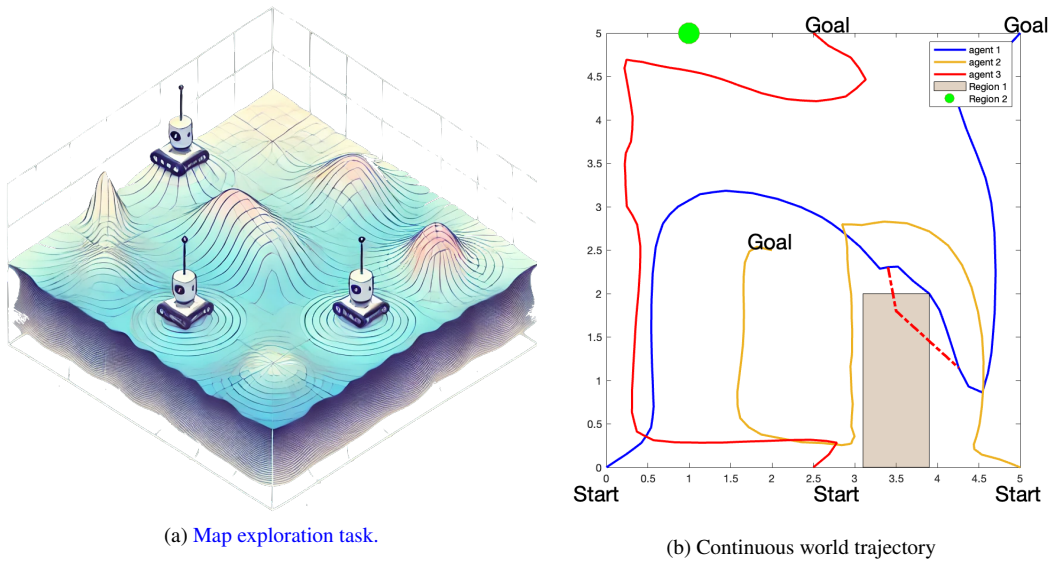 (a) Map exploration task.
Goal
Goal
5
4.5
4
3.5
3
2.5
2
1.5
1
0.5
0
agent 1
agent 2
agent 3
Region 1
Region 2
Goal
0 0.5 1 1.5 2 2.5 3 3.5 4 4.5 5
Start Start Start
(b) Continuous world trajectory